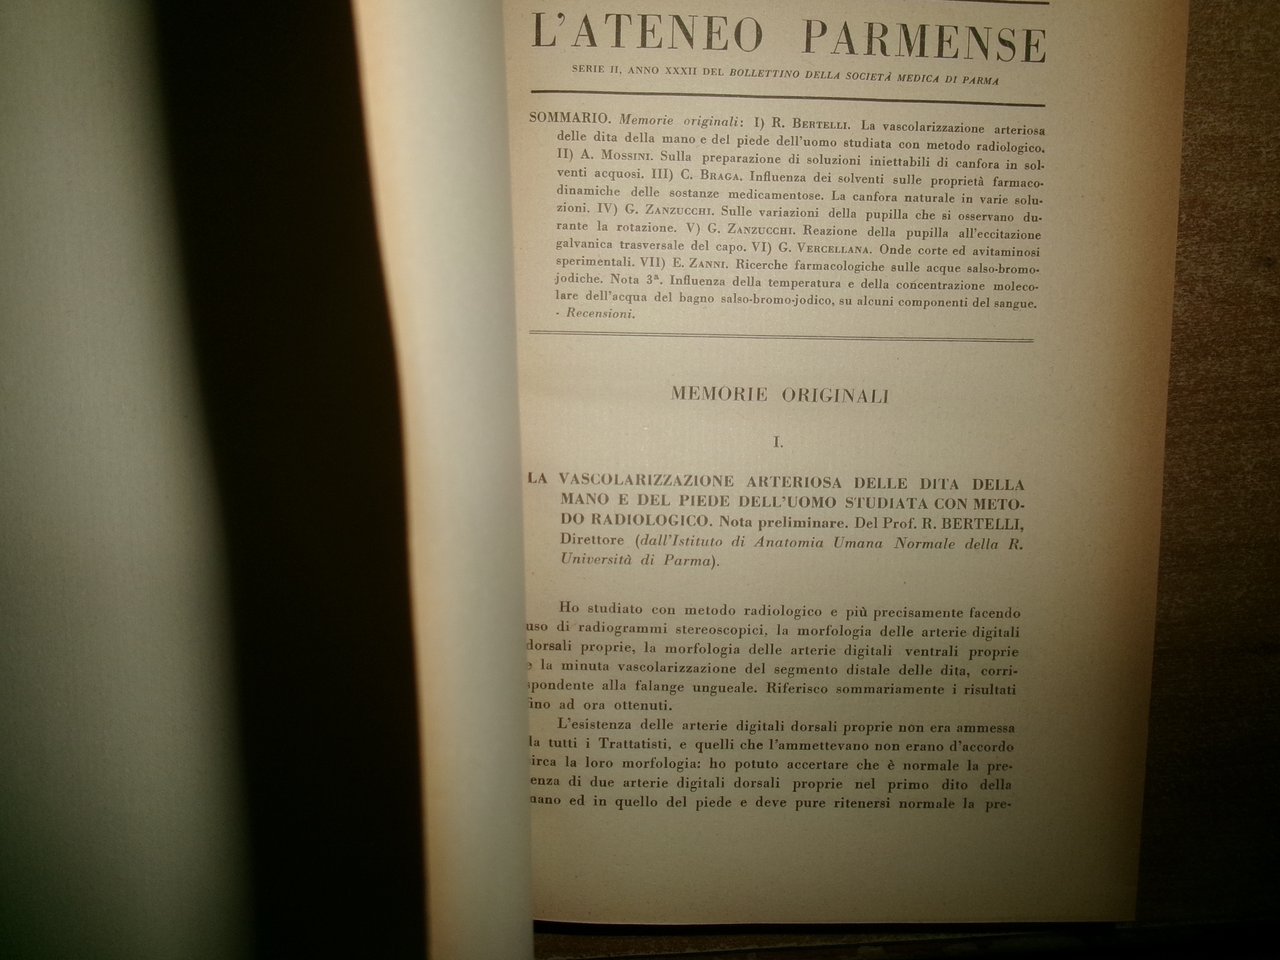 L'ATENEO PARMENSE
SERIE II, ANNO XXXII DEL BOLLETTINO DELLA SOCIETÀ MEDICA DI PARMA
SOMMARIO. Memorie originali: I) R. BERTELLI. La vascolarizzazione arteriosa
delle dita della mano e del piede dell'uomo studiata con metodo radiologico.
II) A. MOSSINI. Sulla preparazione di soluzioni iniettabili di canfora in sol-
venti acquosi. III) C. BRAGA. Influenza dei solventi sulle proprietà farmaco-
dinamiche delle sostanze medicamentose. La canfora naturale in varie solu-
zioni. IV) G. ZANZUCCHI. Sulle variazioni della pupilla che si osservano du-
rante la rotazione. V) G. ZANZUCCHI. Reazione della pupilla all'eccitazione
galvanica trasversale del capo. VI) G. VERCELLANA. Onde corte ed avitaminosi
sperimentali. VII) E. ZANNI. Ricerche farmacologiche sulle acque salso-bromo-
jodiche. Nota 3ª. Influenza della temperatura e della concentrazione moleco-
lare dell'acqua del bagno salso-bromo-jodico, su alcuni componenti del sangue.
- Recensioni.
MEMORIE ORIGINALI
I.
LA VASCOLARIZZAZIONE ARTERIOSA DELLE DITA DELLA
MANO E DEL PIEDE DELL'UOMO STUDIATA CON METO-
DO RADIOLOGICO. Nota preliminare. Del Prof. R. BERTELLI,
Direttore (dall'Istituto di Anatomia Umana Normale della R.
Università di Parma).
Ho studiato con metodo radiologico e più precisamente facendo
uso di radiogrammi stereoscopici, la morfologia delle arterie digitali
dorsali proprie, la morfologia delle arterie digitali ventrali proprie
e la minuta vascolarizzazione del segmento distale delle dita, corri-
spondente alla falange ungueale. Riferisco sommariamente i risultati
fino ad ora ottenuti.
L'esistenza delle arterie digitali dorsali proprie non era ammessa
da tutti i Trattatisti, e quelli che l'ammettevano non erano d'accordo
circa la loro morfologia: ho potuto accertare che è normale la pre-
senza di due arterie digitali dorsali proprie nel primo dito della
mano ed in quello del piede e deve pure ritenersi normale la pre-